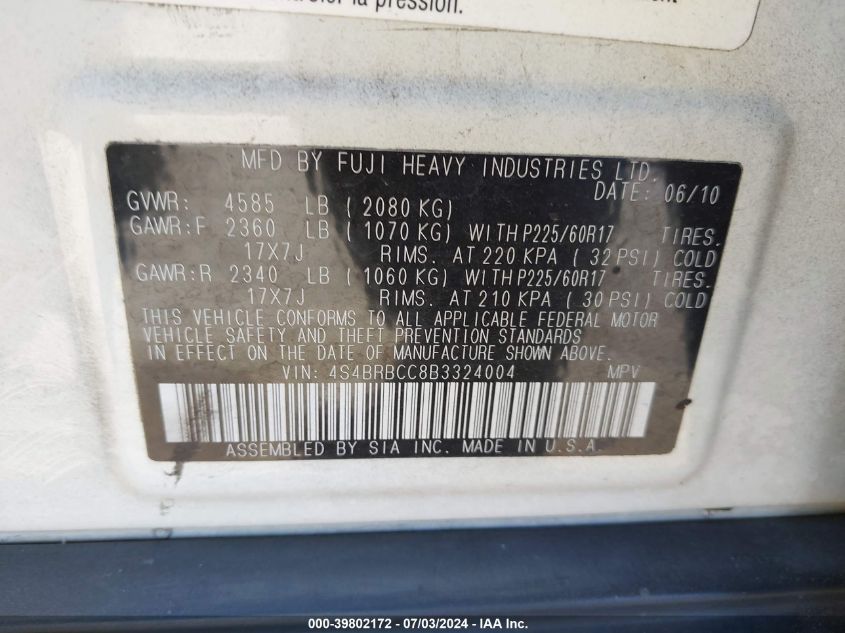 la pression.
MFD BY FUJI HEAVY INDUSTRIES LTD.
DATE: 06/10
GVWR: 4585 LB ( 2080 KG)
GAWR:F 2360 LB ( 1070 KG) WITH P225/60R17 TIRES.
17X7J RIMS. AT 220 KPA ( 32 PSI) COLD
GAWR:R 2340 LB ( 1060 KG) WITH P225/60R17 TIRES.
17X7J RIMS. AT 210 KPA ( 30 PSI) COLD
THIS VEHICLE CONFORMS TO ALL APPLICABLE FEDERAL MOTOR
VEHICLE SAFETY AND THEFT PREVENTION STANDARDS
IN EFFECT ON THE DATE OF MANUFACTURE SHOWN ABOVE.
VIN: 4S4BRBCC8B3324004 MPV
ASSEMBLED BY SIA INC. MADE IN U.S.A.
000-39802172 - 07/03/2024 - IAA Inc.